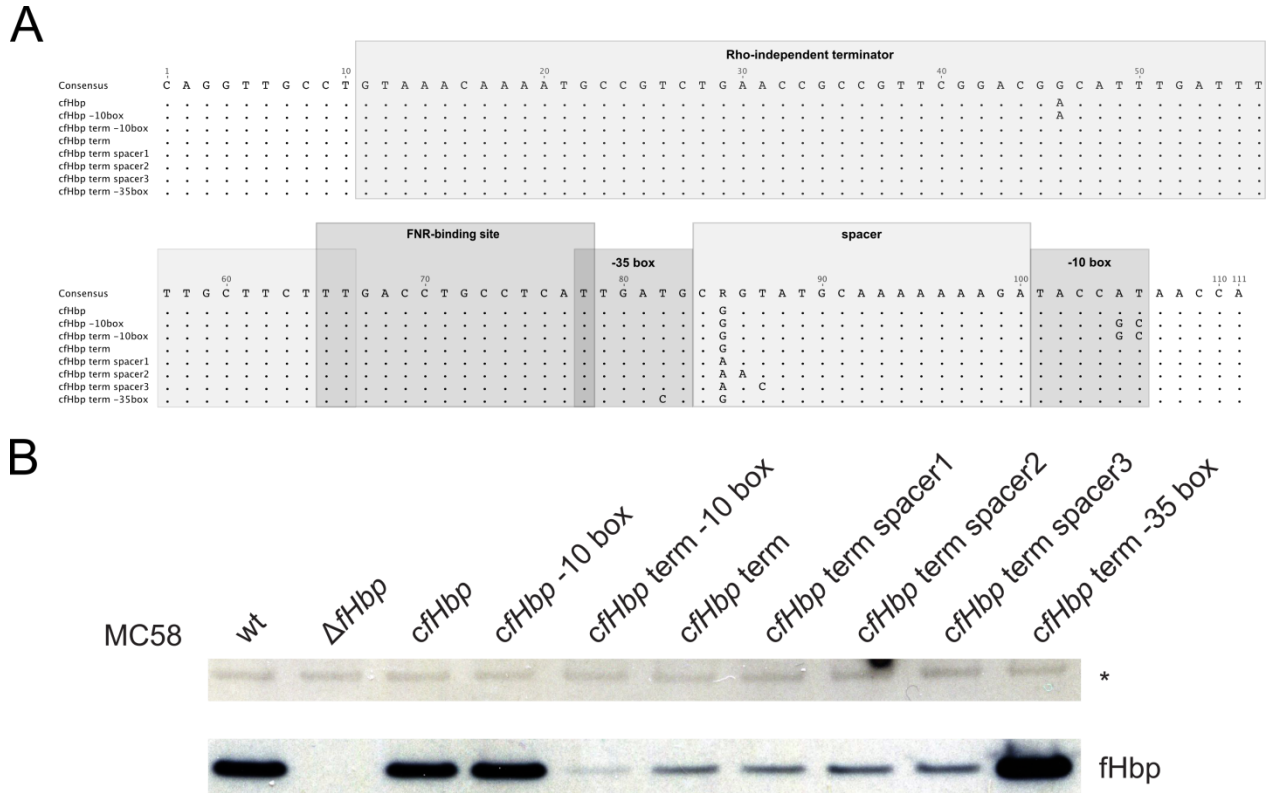 A
Rho-independent terminator
1 10 20 30 40 50
Consensus C A G G T T G C C T G T A A A C A A A A T G C C G T C T G A A C C G C C G T T C G G A C G G C A T T T G A T T T
cfHbp . . . . . . . . . . . . . . . . . . . . . . . . . . . . . . . . . . . . . . . . . . . . . A . . . . . . . . . .
cfHbp -10box . . . . . . . . . . . . . . . . . . . . . . . . . . . . . . . . . . . . . . . . . . . . . A . . . . . . . . . .
cfHbp term -10box . . . . . . . . . . . . . . . . . . . . . . . . . . . . . . . . . . . . . . . . . . . . . . . . . . . . . . . .
cfHbp term . . . . . . . . . . . . . . . . . . . . . . . . . . . . . . . . . . . . . . . . . . . . . . . . . . . . . . . .
cfHbp term spacer1 . . . . . . . . . . . . . . . . . . . . . . . . . . . . . . . . . . . . . . . . . . . . . . . . . . . . . . . .
cfHbp term spacer2 . . . . . . . . . . . . . . . . . . . . . . . . . . . . . . . . . . . . . . . . . . . . . . . . . . . . . . . .
cfHbp term spacer3 . . . . . . . . . . . . . . . . . . . . . . . . . . . . . . . . . . . . . . . . . . . . . . . . . . . . . . . .
cfHbp term -35box . . . . . . . . . . . . . . . . . . . . . . . . . . . . . . . . . . . . . . . . . . . . . . . . . . . . . . . .
FNR-binding site spacer
-35 box -10 box
60 70 80 90 100 110 111
Consensus T T G C T T C T T T G A C C T G C C T C A T T G A T G C R G T A T G C A A A A A A A G A T A C C A T A A C C A
cfHbp . . . . . . . . . . . . . . . . . . . . . . . . . . . . G . . . . . . . . . . . . . . . . . . . . . . . . . .
cfHbp -10box . . . . . . . . . . . . . . . . . . . . . . . . . . . . G . . . . . . . . . . . . . . . . . . . G C . . . . .
cfHbp term -10box . . . . . . . . . . . . . . . . . . . . . . . . . . . . G . . . . . . . . . . . . . . . . . . . G C . . . . .
cfHbp term . . . . . . . . . . . . . . . . . . . . . . . . . . . . G . . . . . . . . . . . . . . . . . . . . . . . . . .
cfHbp term spacer1 . . . . . . . . . . . . . . . . . . . . . . . . . . . . A . . . . . . . . . . . . . . . . . . . . . . . . . .
cfHbp term spacer2 . . . . . . . . . . . . . . . . . . . . . . . . . . . . A A . . . . . . . . . . . . . . . . . . . . . . . . .
cfHbp term spacer3 . . . . . . . . . . . . . . . . . . . . . . . . . . . . A . C . . . . . . . . . . . . . . . . . . . . . . . .
cfHbp term -35box . . . . . . . . . . . . . . . . . . . . . . . . . C . . G . . . . . . . . . . . . . . . . . . . . . . . . . .
B
MC58
wt
ΔfHbp
cfHbp
cfHbp -10 box
cfHbp term -10 box
cfHbp term
cfHbp term spacer1
cfHbp term spacer2
cfHbp term spacer3
cfHbp term -35 box
*
fHbp